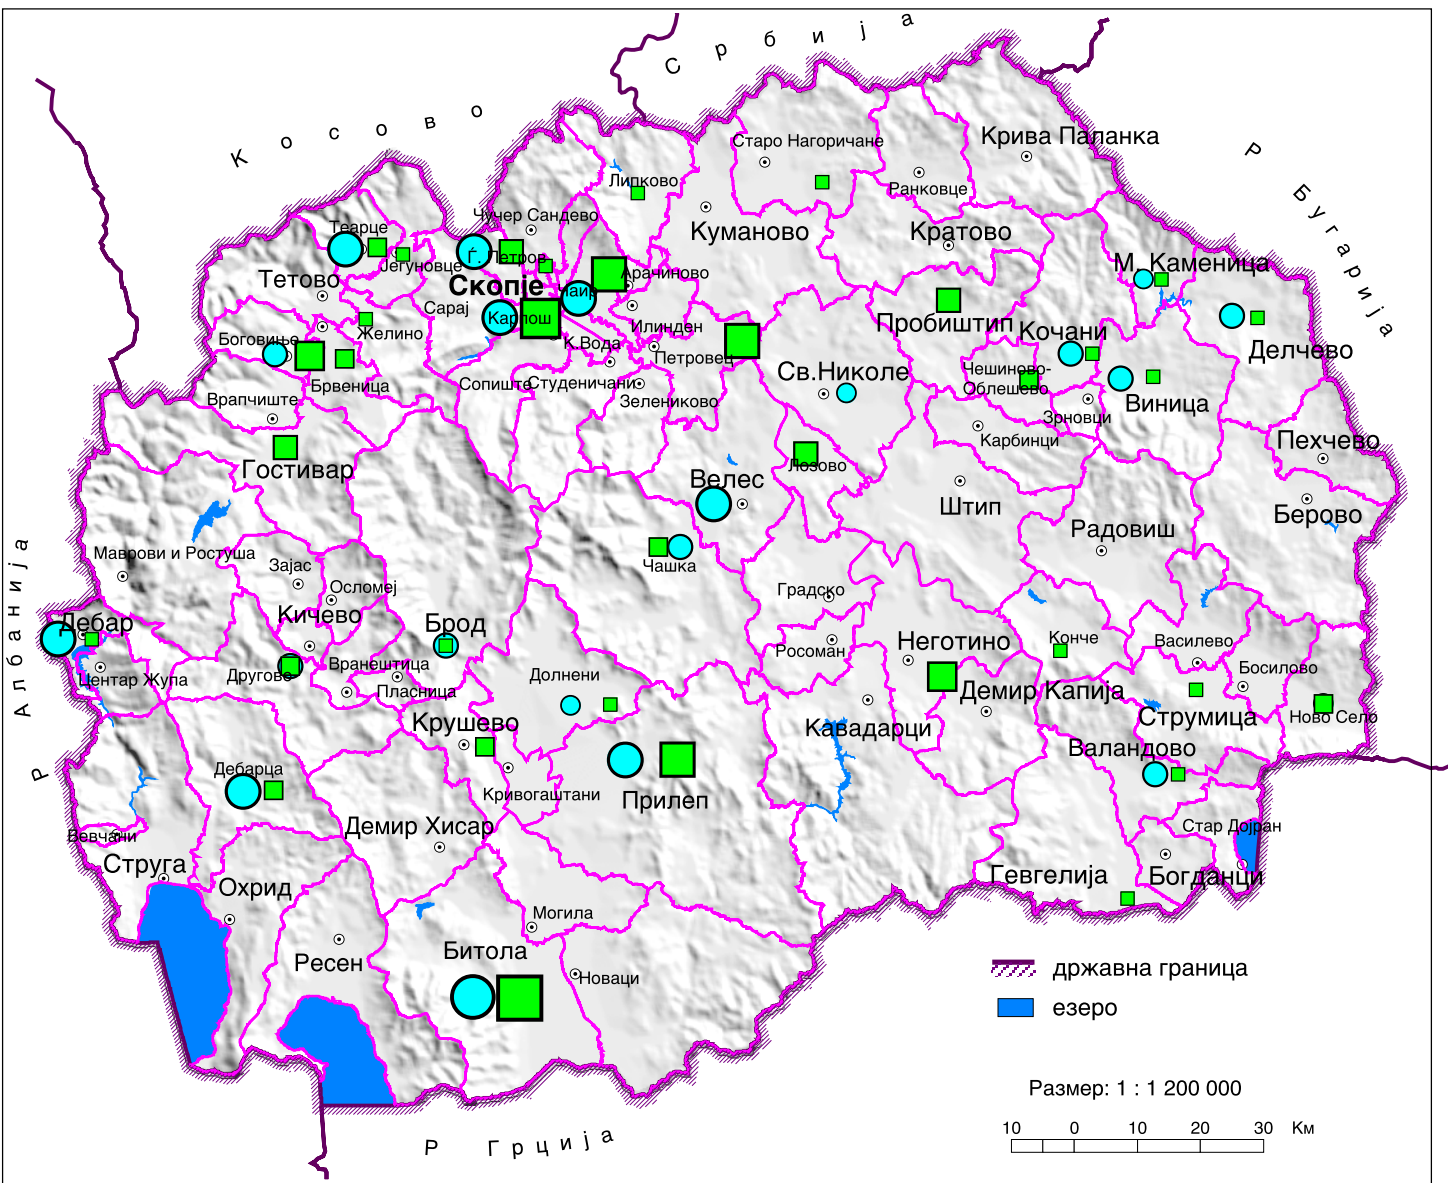 Србија
Косово
Р Бугарија
Р Албанија
Р Грција
Крива Паланка
Старо Нагоричане
Ранковце
Липково
Чучер Сандево
Куманово
Кратово
Теарце
Јегуновце
Ѓ. Петров
Арачиново
М. Каменица
Тетово
Скопје
Чаир
Сарај
Карпош
Илинден
Пробиштип
Кочани
Желино
Боговиње
К.Вода
Петровец
Делчево
Брвеница
Сопиште
Студеничани
Св.Николе
Чешиново-
Облешево
Врапчиште
Зелениково
Зрновци
Виница
Карбинци
Пехчево
Гостивар
Лозово
Велес
Штип
Берово
Радовиш
Маврови и Ростуша
Зајас
Осломеј
Чашка
Градско
Дебар
Кичево
Брод
Неготино
Конче
Василево
Росоман
Босилово
Центар Жупа
Другово
Вранештица
Пласница
Долнени
Демир Капија
Струмица
Ново Село
Крушево
Кавадарци
Валандово
Дебарца
Кривогаштани
Прилеп
Вевчани
Демир Хисар
Стар Дојран
Струга
Охрид
Гевгелија
Богданци
Могила
Битола
Ресен
Новаци
државна граница
езеро
Размер: 1 : 1 200 000
10 0 10 20 30 Км